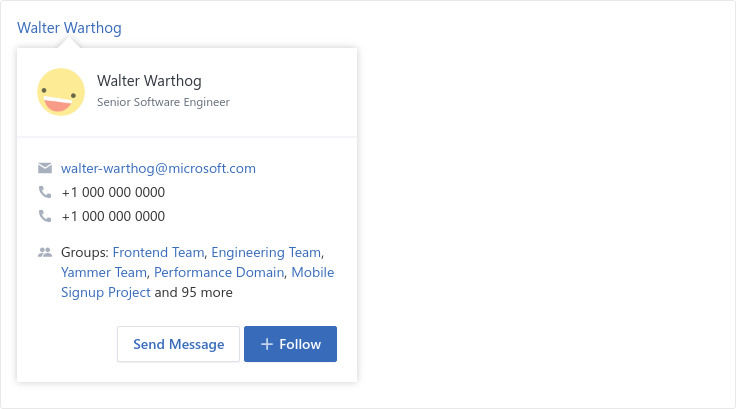 Walter Warthog
Walter Warthog
Senior Software Engineer
walter-warthog@microsoft.com
+1 000 000 0000
+1 000 000 0000
Groups: Frontend Team, Engineering Team,
Yammer Team, Performance Domain, Mobile
Signup Project and 95 more
Send Message
Follow